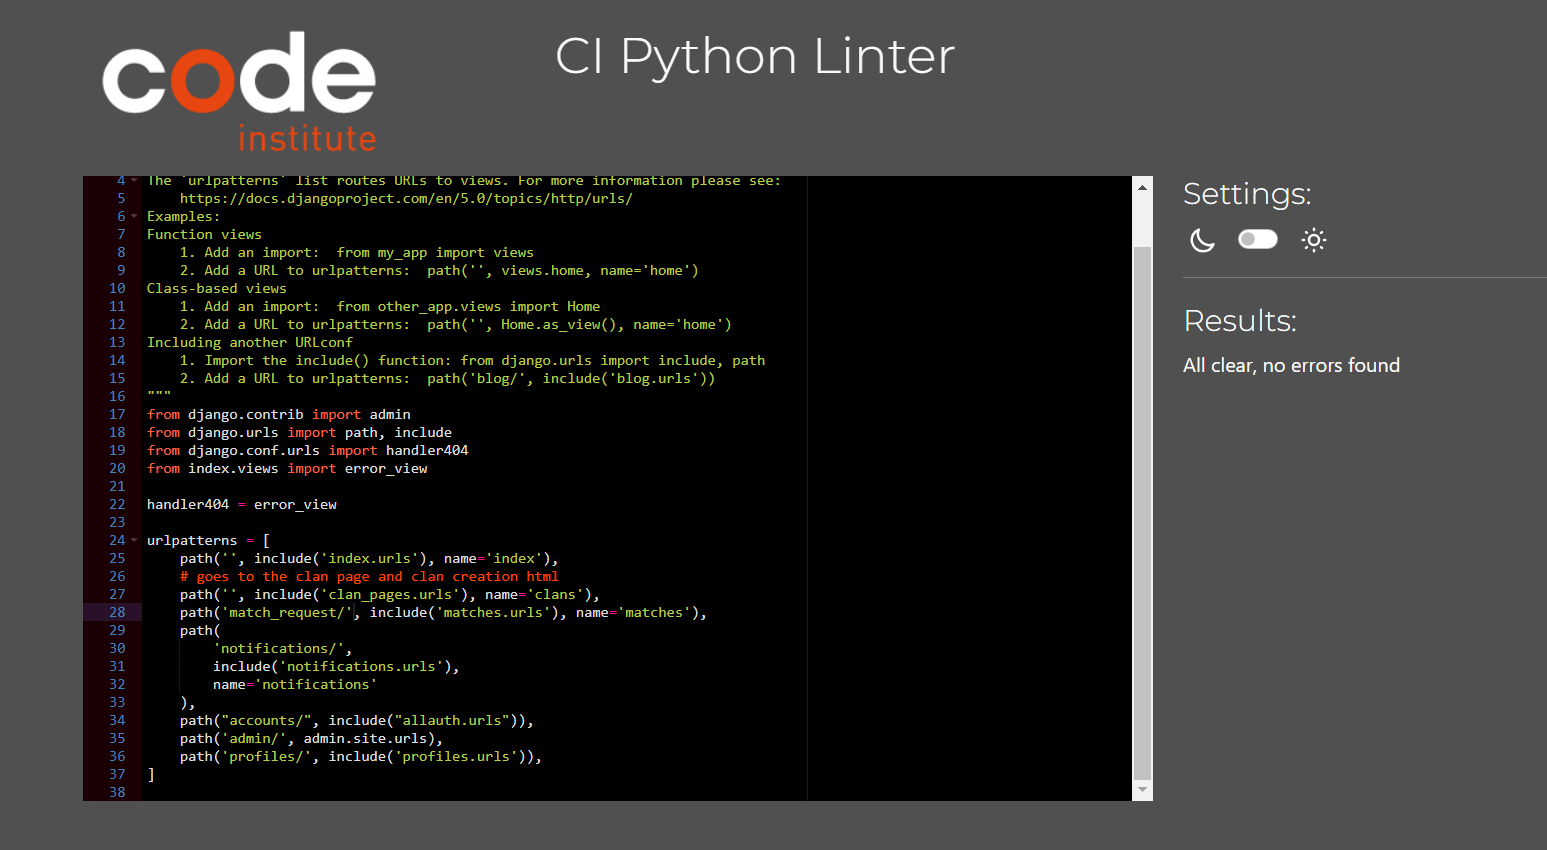 code
institute
CI Python Linter
4 The `urlpatterns` list routes URLs to views. For more information please see:
5     https://docs.djangoproject.com/en/5.0/topics/http/urls/
6 Examples:
7 Function views
8     1. Add an import:  from my_app import views
9     2. Add a URL to urlpatterns:  path('', views.home, name='home')
10 Class-based views
11     1. Add an import:  from other_app.views import Home
12     2. Add a URL to urlpatterns:  path('', Home.as_view(), name='home')
13 Including another URLconf
14     1. Import the include() function: from django.urls import include, path
15     2. Add a URL to urlpatterns:  path('blog/', include('blog.urls'))
16 """
17 from django.contrib import admin
18 from django.urls import path, include
19 from django.conf.urls import handler404
20 from index.views import error_view
21
22 handler404 = error_view
23
24 urlpatterns = [
25     path('', include('index.urls'), name='index'),
26     # goes to the clan page and clan creation html
27     path('', include('clan_pages.urls'), name='clans'),
28     path('match_request/', include('matches.urls'), name='matches'),
29     path(
30         'notifications/',
31         include('notifications.urls'),
32         name='notifications'
33     ),
34     path("accounts/", include("allauth.urls")),
35     path('admin/', admin.site.urls),
36     path('profiles/', include('profiles.urls')),
37 ]
38
Settings:
Results:
All clear, no errors found